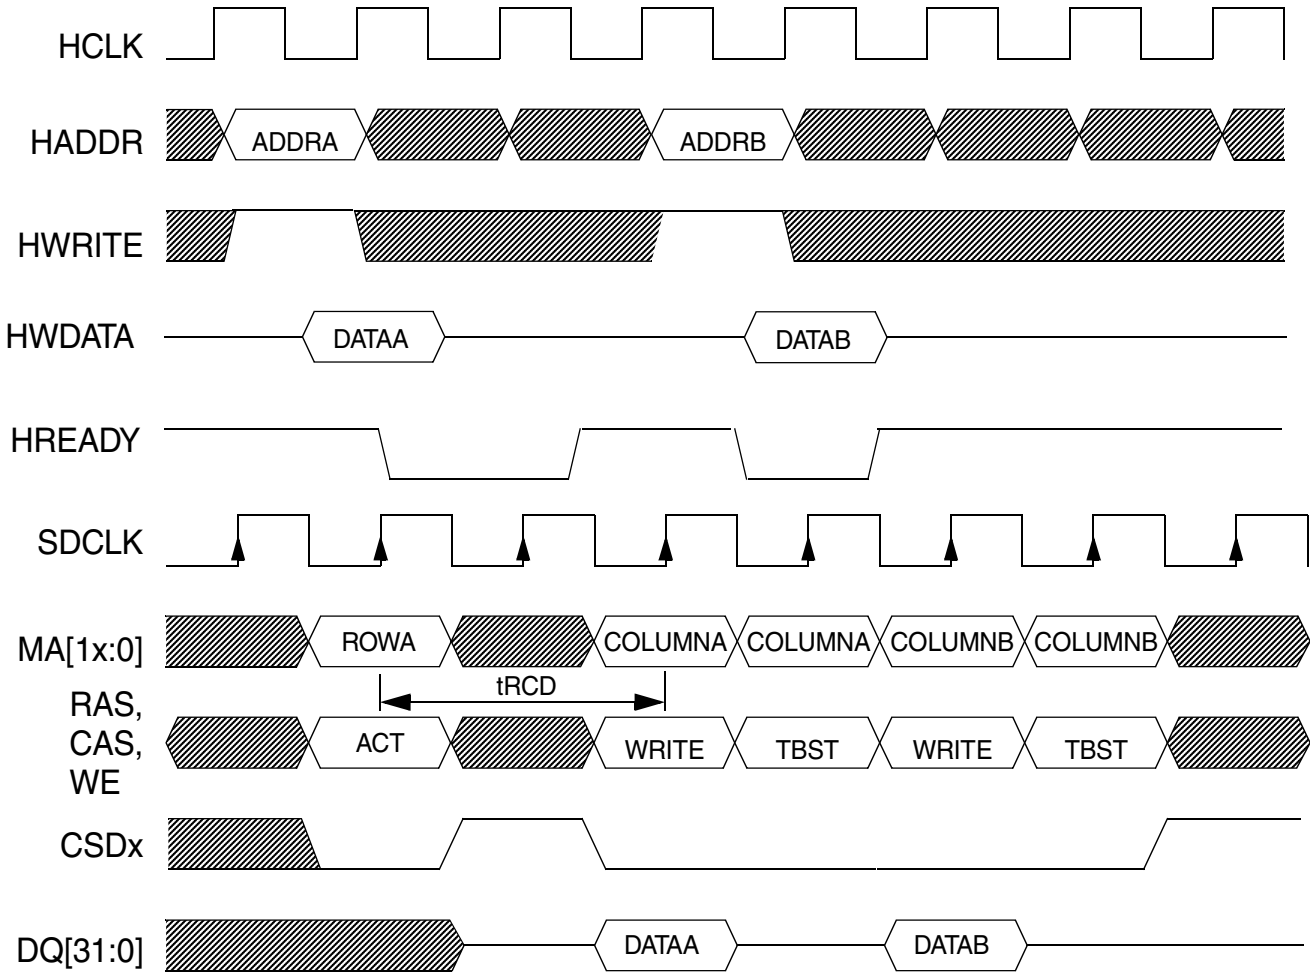 HCLK
HADDR ADDRA ADDRB
HWRITE
HWDATA DATAA DATAB
HREADY
SDCLK
MA[1x:0] ROWA COLUMNA COLUMNA COLUMNB COLUMNB
tRCD
RAS,
CAS, ACT WRITE TBST WRITE TBST
WE
CSDx
DQ[31:0] DATAA DATAB